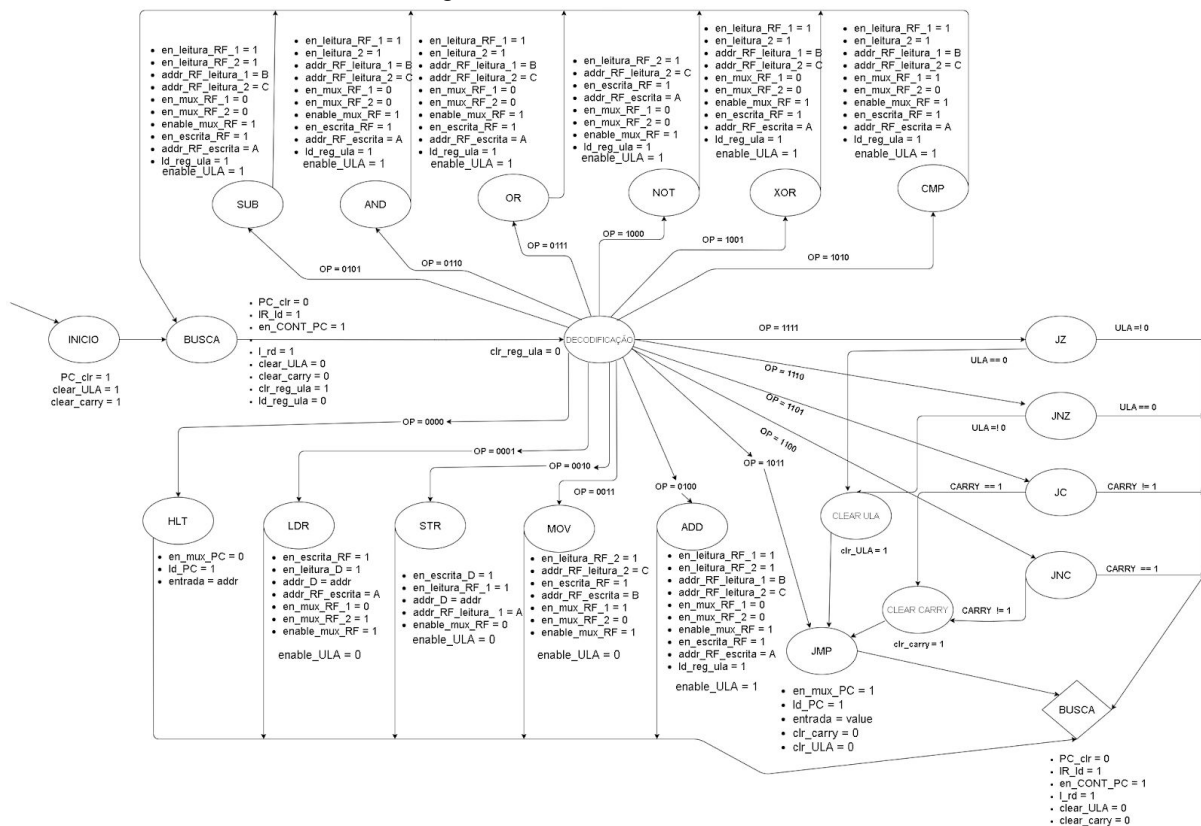 • en_leitura_RF_1 = 1
• en_leitura_RF_2 = 1
• addr_RF_leitura_1 = B
• addr_RF_leitura_2 = C
• en_mux_RF_1 = 0
• en_mux_RF_2 = 0
• enable_mux_RF = 1
• en_escrita_RF = 1
• addr_RF_escrita = A
• ld_reg_ula = 1
enable_ULA = 1
SUB
• en_leitura_RF_1 = 1
• en_leitura_2 = 1
• addr_RF_leitura_1 = B
• addr_RF_leitura_2 = C
• en_mux_RF_1 = 0
• en_mux_RF_2 = 0
• enable_mux_RF = 1
• en_escrita_RF = 1
• addr_RF_escrita = A
• ld_reg_ula = 1
enable_ULA = 1
AND
• en_leitura_RF_1 = 1
• en_leitura_2 = 1
• addr_RF_leitura_1 = B
• addr_RF_leitura_2 = C
• en_mux_RF_1 = 0
• en_mux_RF_2 = 0
• enable_mux_RF = 1
• en_escrita_RF = 1
• addr_RF_escrita = A
• ld_reg_ula = 1
enable_ULA = 1
OR
• en_leitura_RF_2 = 1
• addr_RF_leitura_2 = C
• en_escrita_RF = 1
• addr_RF_escrita = A
• en_mux_RF_1 = 0
• en_mux_RF_2 = 0
• enable_mux_RF = 1
• ld_reg_ula = 1
enable_ULA = 1
NOT
• en_leitura_RF_1 = 1
• en_leitura_2 = 1
• addr_RF_leitura_1 = B
• addr_RF_leitura_2 = C
• en_mux_RF_1 = 0
• en_mux_RF_2 = 0
• enable_mux_RF = 1
• en_escrita_RF = 1
• addr_RF_escrita = A
• ld_reg_ula = 1
enable_ULA = 1
XOR
• en_leitura_RF_1 = 1
• en_leitura_2 = 1
• addr_RF_leitura_1 = B
• addr_RF_leitura_2 = C
• en_mux_RF_1 = 1
• en_mux_RF_2 = 0
• enable_mux_RF = 1
• en_escrita_RF = 1
• addr_RF_escrita = A
• ld_reg_ula = 1
enable_ULA = 1
CMP
OP = 0101
OP = 0110
OP = 0111
OP = 1000
OP = 1001
OP = 1010
INICIO
PC_clr = 1
clear_ULA = 1
clear_carry = 1
BUSCA
• PC_clr = 0
• IR_ld = 1
• en_CONT_PC = 1
• I_rd = 1
• clear_ULA = 0
• clear_carry = 0
• clr_reg_ula = 1
• ld_reg_ula = 0
DECODIFICAÇÃO
clr_reg_ula = 0
OP = 1111
OP = 1110
OP = 1101
OP = 1100
OP = 1011
OP = 0000
OP = 0001
OP = 0010
OP = 0011
OP = 0100
JZ
ULA =! 0
ULA == 0
JNZ
ULA == 0
ULA =! 0
JC
CARRY != 1
CARRY == 1
JNC
CARRY == 1
CARRY != 1
CLEAR ULA
clr_ULA = 1
CLEAR CARRY
clr_carry = 1
HLT
• en_mux_PC = 0
• ld_PC = 1
• entrada = addr
LDR
• en_escrita_RF = 1
• en_leitura_D = 1
• addr_D = addr
• addr_RF_escrita = A
• en_mux_RF_1 = 0
• en_mux_RF_2 = 1
• enable_mux_RF = 1
enable_ULA = 0
STR
• en_escrita_D = 1
• en_leitura_RF_1 = 1
• addr_D = addr
• addr_RF_leitura_1 = A
• enable_mux_RF = 0
enable_ULA = 0
MOV
• en_leitura_RF_2 = 1
• addr_RF_leitura_2 = C
• en_escrita_RF = 1
• addr_RF_escrita = B
• en_mux_RF_1 = 1
• en_mux_RF_2 = 0
• enable_mux_RF = 1
enable_ULA = 0
ADD
• en_leitura_RF_1 = 1
• en_leitura_RF_2 = 1
• addr_RF_leitura_1 = B
• addr_RF_leitura_2 = C
• en_mux_RF_1 = 0
• en_mux_RF_2 = 0
• enable_mux_RF = 1
• en_escrita_RF = 1
• addr_RF_escrita = A
• ld_reg_ula = 1
enable_ULA = 1
JMP
• en_mux_PC = 1
• ld_PC = 1
• entrada = value
• clr_carry = 0
• clr_ULA = 0
BUSCA
• PC_clr = 0
• IR_ld = 1
• en_CONT_PC = 1
• I_rd = 1
• clear_ULA = 0
• clear_carry = 0